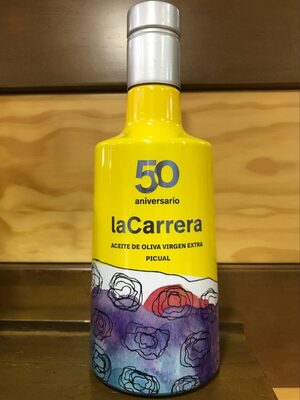 50
aniversario
laCarrera
ACEITE DE OLIVA VIRGEN EXTRA
PICUAL